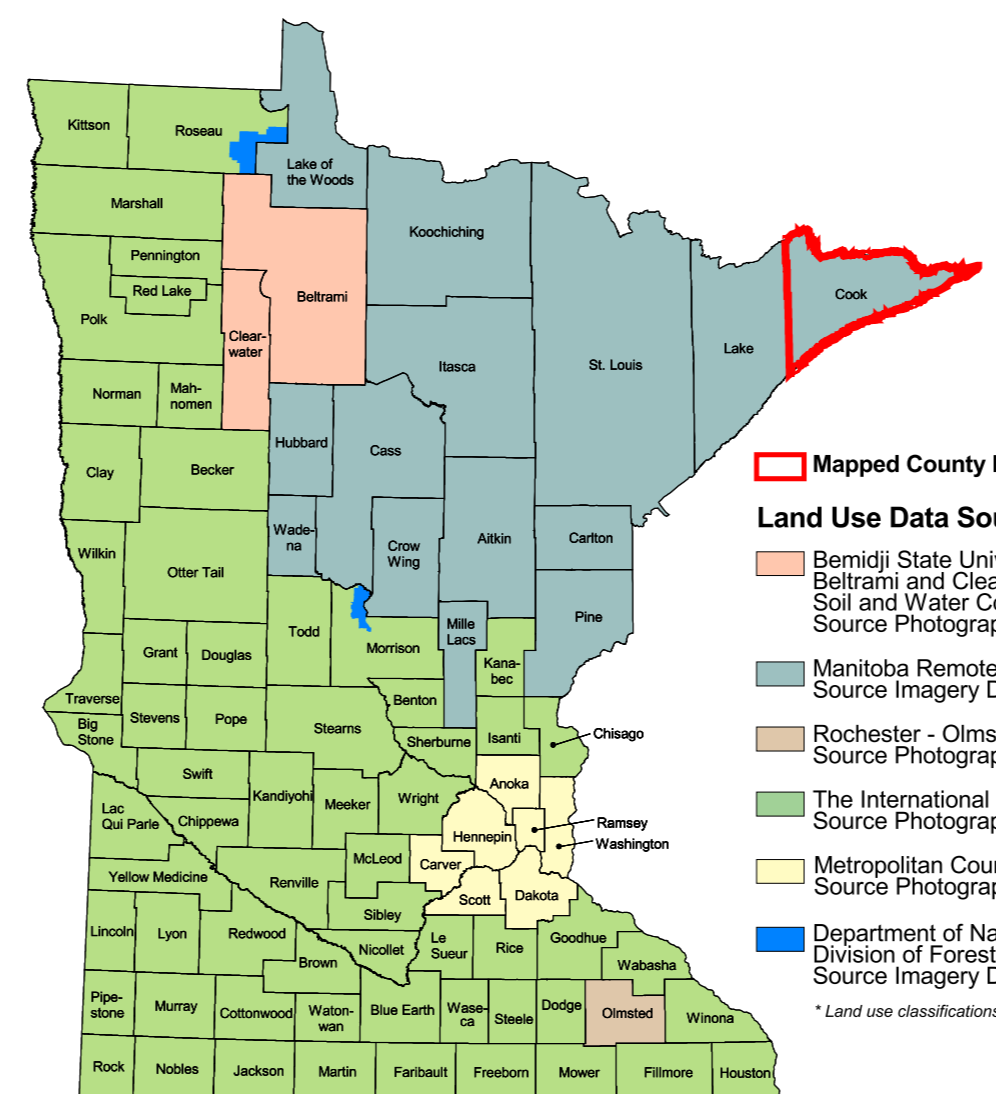 Kittson
Roseau
Lake of
the Woods
Marshall
Koochiching
Pennington
Red Lake
Beltrami
Cook
Polk
Clear-
water
Lake
St. Louis
Itasca
Norman
Mah-
nomen
Hubbard
Cass
Clay
Becker
Wade-
na
Crow
Wing
Aitkin
Carlton
Wilkin
Otter Tail
Todd
Mille
Lacs
Pine
Morrison
Grant
Douglas
Kana-
bec
Traverse
Benton
Big
Stone
Stevens
Pope
Stearns
Sherburne
Isanti
Chisago
Swift
Anoka
Kandiyohi
Meeker
Wright
Lac
Qui Parle
Chippewa
Ramsey
Hennepin
Washington
McLeod
Carver
Yellow Medicine
Renville
Scott
Dakota
Sibley
Lincoln
Lyon
Redwood
Nicollet
Le
Sueur
Rice
Goodhue
Brown
Wabasha
Pipe-
stone
Murray
Cottonwood
Waton-
wan
Blue Earth
Wase-
ca
Steele
Dodge
Olmsted
Winona
Rock
Nobles
Jackson
Martin
Faribault
Freeborn
Mower
Fillmore
Houston
Mapped County
Land Use Data Sou
Bemidji State Univ
Beltrami and Clea
Soil and Water Co
Source Photograp
Manitoba Remote
Source Imagery D
Rochester - Olms
Source Photograp
The International
Source Photograp
Metropolitan Coun
Source Photograp
Department of Na
Division of Forest
Source Imagery D
* Land use classifications